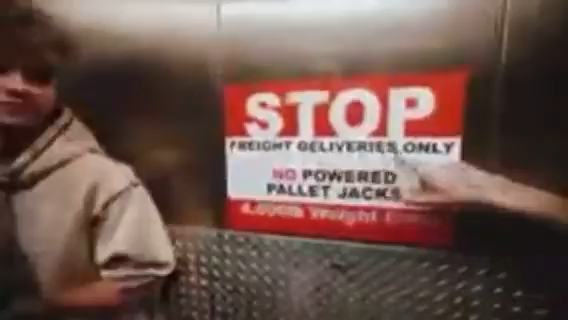 STOP
FREIGHT DELIVERIES ONLY
NO POWERED
PALLET JACKS
Weight